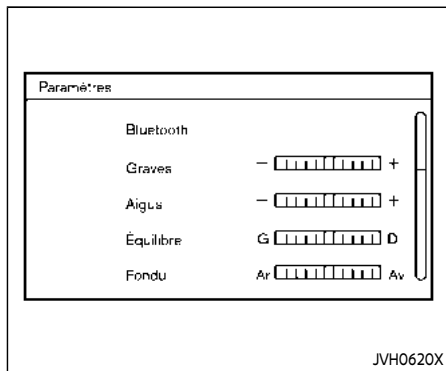 Paramètres
Bluetooth
Graves − +
Aigus − +
Équilibre G D
Fondu Ar Av
JVH0620X